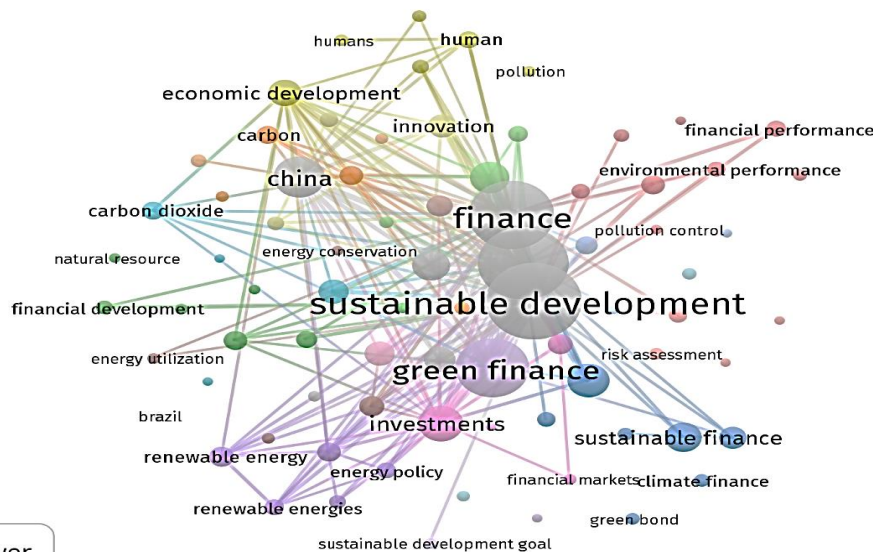 humans
human
pollution
economic development
innovation
carbon
financial performance
china
environmental performance
carbon dioxide
finance
pollution control
energy conservation
natural resource
sustainable development
financial development
energy utilization
risk assessment
green finance
brazil
investments
sustainable finance
renewable energy
energy policy
financial markets
climate finance
renewable energies
green bond
sustainable development goal